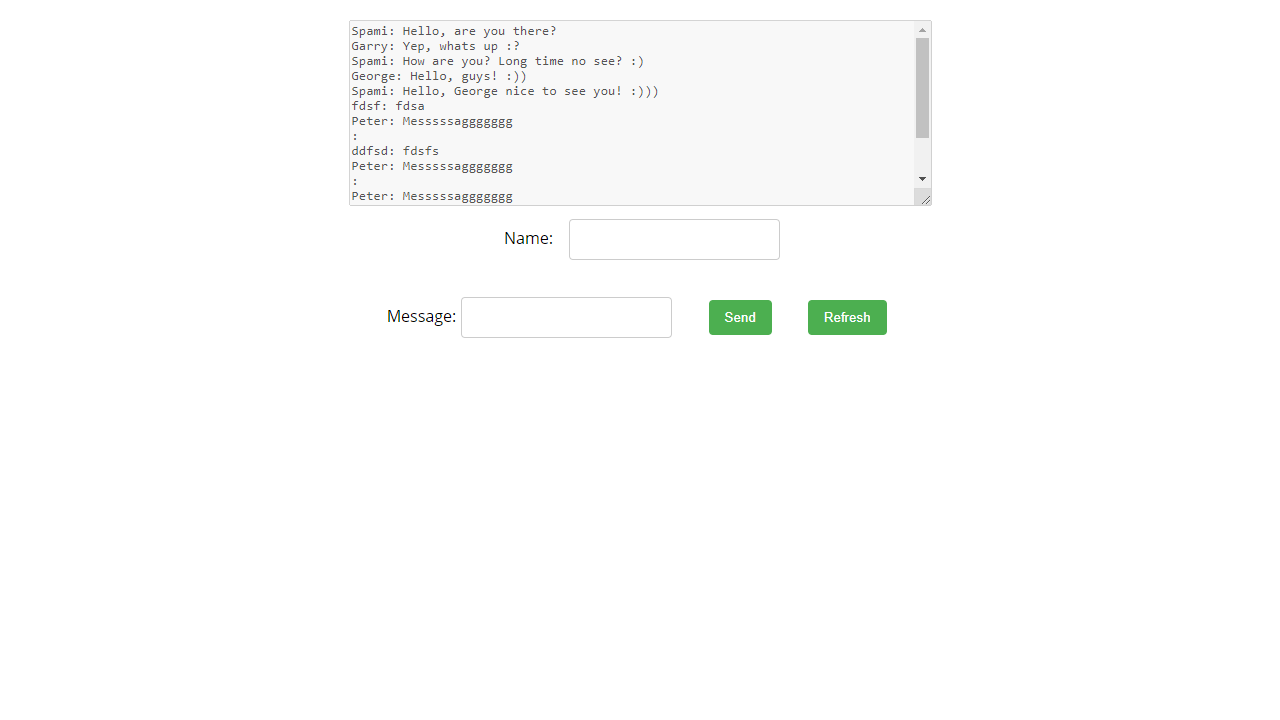 Spami: Hello, are you there?
Garry: Yep, whats up :?
Spami: How are you? Long time no see? :)
George: Hello, guys! :))
Spami: Hello, George nice to see you! :)))
fdsf: fdsa
Peter: Messsssaggggggg
:
ddfsd: fdsfs
Peter: Messsssaggggggg
:
Peter: Messsssaggggggg
Name:
Message: Send Refresh